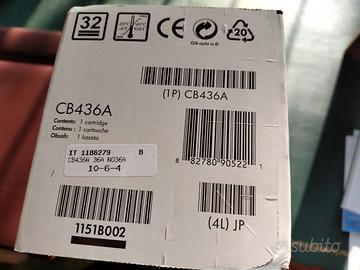 32
CE
Gilt nicht in D
20
(1P) CB436A
CB436A
Contents: 1 cartridge
Contenu : 1 cartouche
Obsah: 1 kazeta
IT 1186279 B
CB436A 36A NO36A
10-6-4
8 82780 90522 1
1151B002
(4L) JP
subito